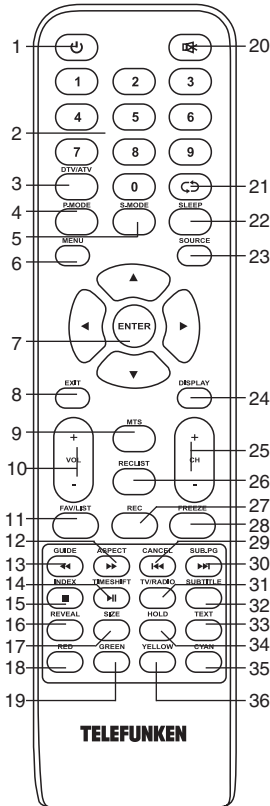 1 20
1 2 3
2
4 5 6
7 8 9
DTV/ATV
3 0 21
P.MODE S.MODE SLEEP
4 5 22
MENU SOURCE
6 23
ENTER
7
EXIT DISPLAY
8 24
MTS
9
+ +
10 VOL CH 25
- -
RECLIST
26
FAV/LIST REC FREEZE
11 27
12 28
GUIDE ASPECT CANCEL SUB.PG
13 29
14 30
INDEX TIMESHIFT TV/RADIO SUBTITLE
15 31
32
REVEAL SIZE HOLD TEXT
16 33
17 34
RED GREEN YELLOW CYAN
18 35
19 36
TELEFUNKEN